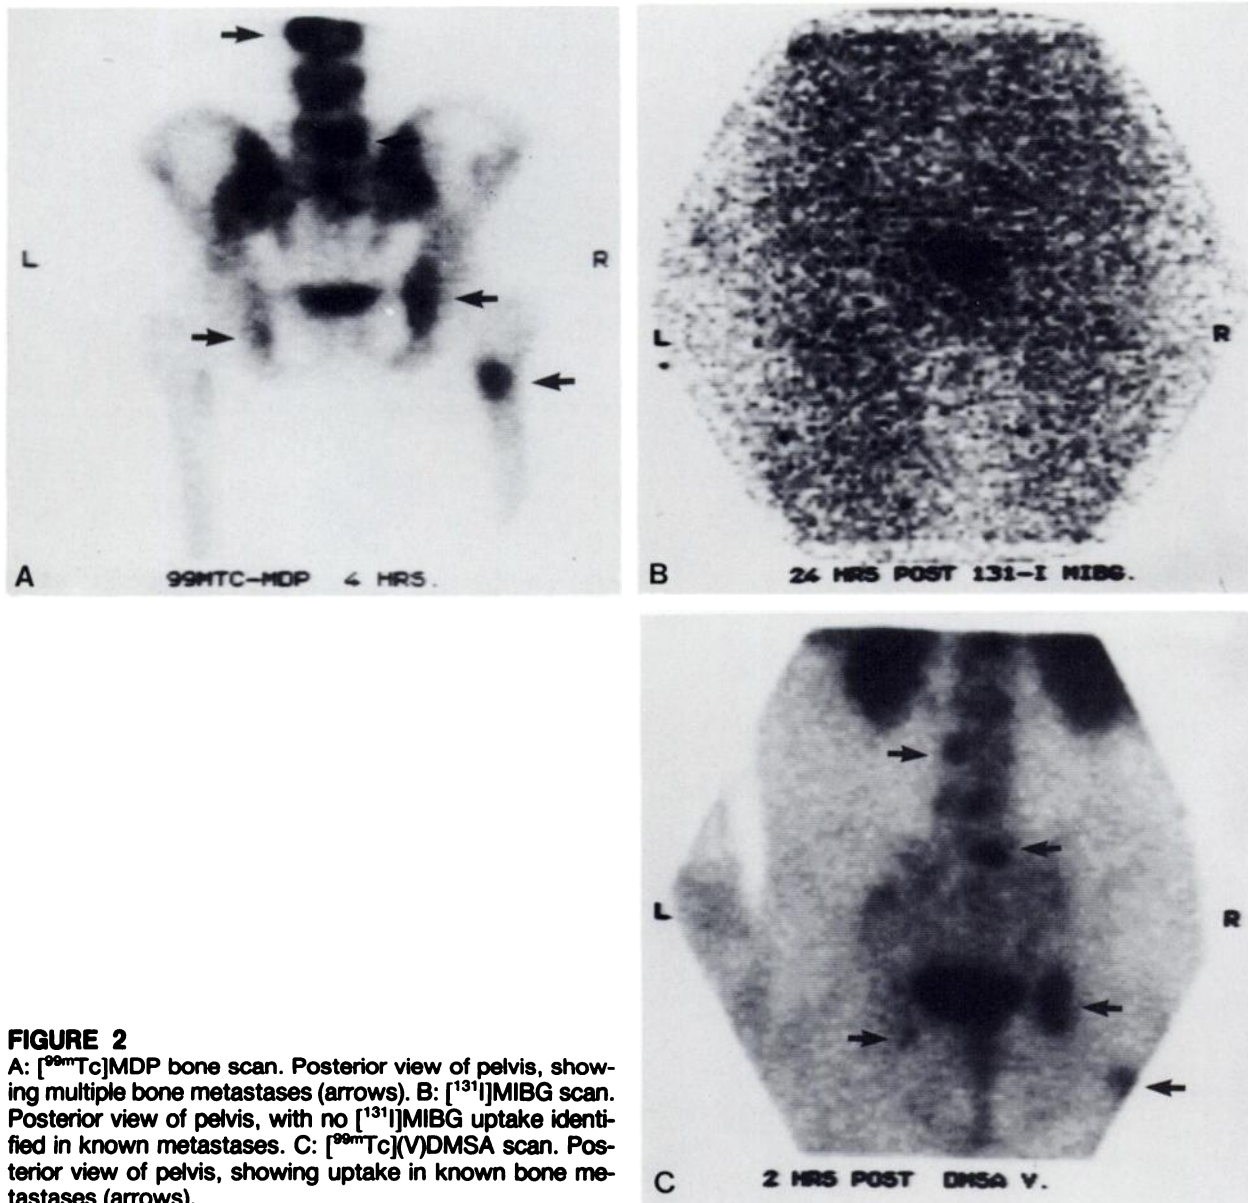 L
R
A
99MTC-MDP 4 HRS.
L
R
B
24 HRS POST 131-I MIBG.
L
R
C
2 HRS POST DMSA V.
FIGURE 2
A: [⁹⁹ᵐTc]MDP bone scan. Posterior view of pelvis, show-
ing multiple bone metastases (arrows). B: [¹³¹I]MIBG scan.
Posterior view of pelvis, with no [¹³¹I]MIBG uptake identi-
fied in known metastases. C: [⁹⁹ᵐTc](V)DMSA scan. Pos-
terior view of pelvis, showing uptake in known bone me-
tastases (arrows).